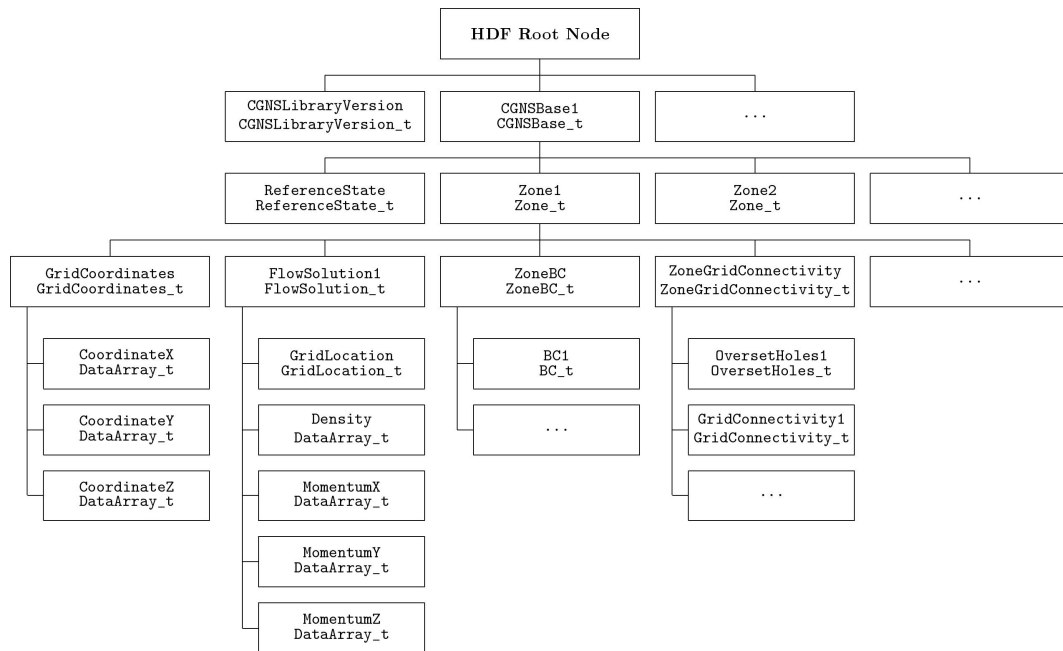 HDF Root Node
CGNSLibraryVersion
CGNSLibraryVersion_t
CGNSBase1
CGNSBase_t
...
ReferenceState
ReferenceState_t
Zone1
Zone_t
Zone2
Zone_t
...
GridCoordinates
GridCoordinates_t
FlowSolution1
FlowSolution_t
ZoneBC
ZoneBC_t
ZoneGridConnectivity
ZoneGridConnectivity_t
...
CoordinateX
DataArray_t
CoordinateY
DataArray_t
CoordinateZ
DataArray_t
GridLocation
GridLocation_t
Density
DataArray_t
MomentumX
DataArray_t
MomentumY
DataArray_t
MomentumZ
DataArray_t
BC1
BC_t
...
OversetHoles1
OversetHoles_t
GridConnectivity1
GridConnectivity_t
...